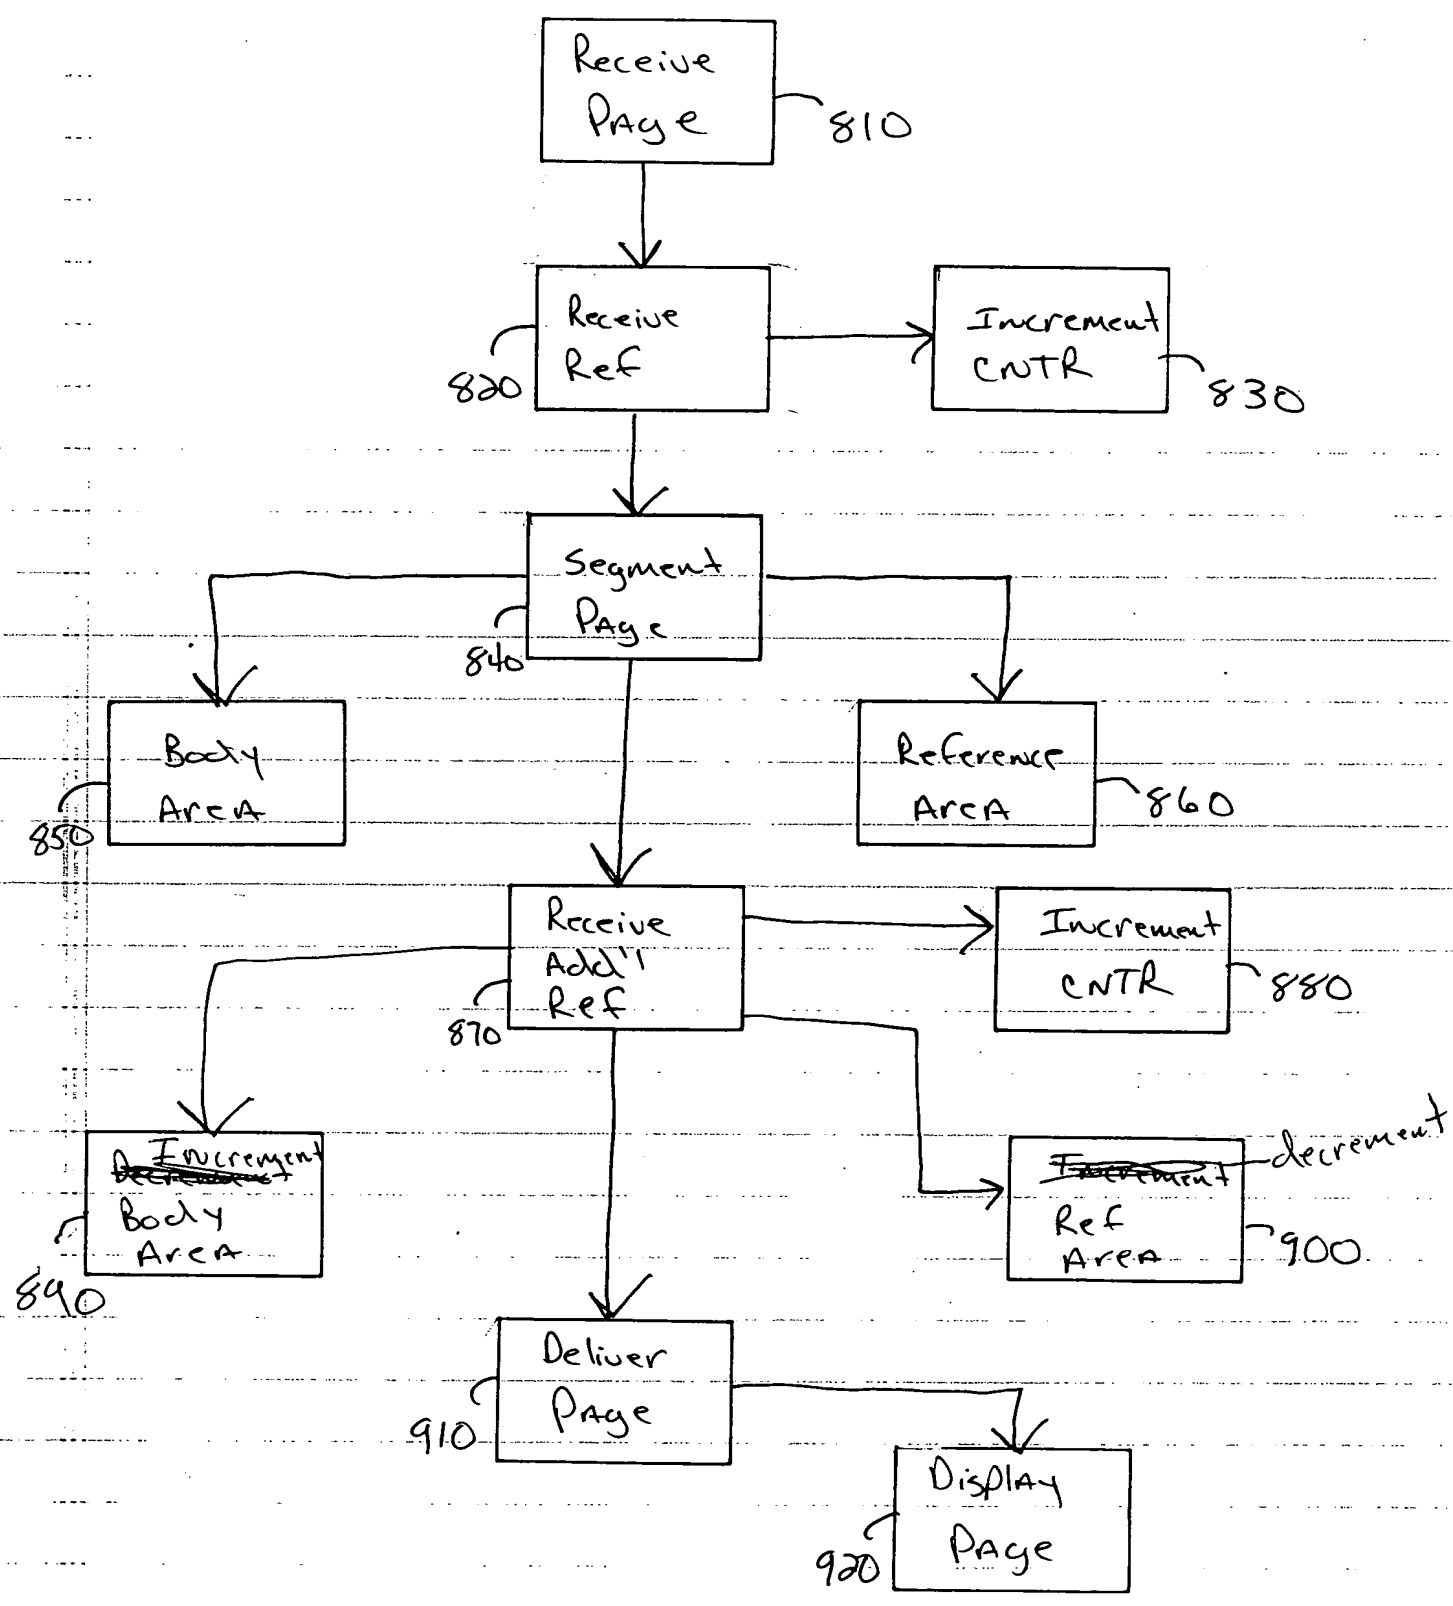 Receive
Page
810
Receive
Ref
820
Increment
CNTR
830
Segment
Page
840
Body
Area
850
Reference
Area
860
Receive
Add'l
Ref
870
Increment
CNTR
880
Increment
Decrement
Body
Area
890
Increment
decrement
Ref
Area
900
Deliver
Page
910
Display
Page
920